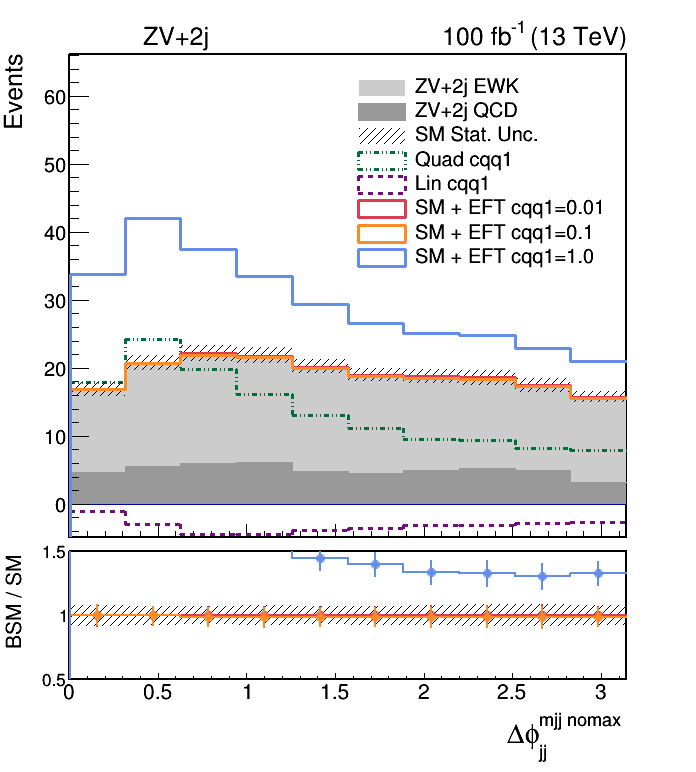 ZV+2j 100 fb⁻¹ (13 TeV)
Events
60
50
40
30
20
10
0
ZV+2j EWK
ZV+2j QCD
SM Stat. Unc.
Quad cqq1
Lin cqq1
SM + EFT cqq1=0.01
SM + EFT cqq1=0.1
SM + EFT cqq1=1.0
BSM / SM
1.5
1
0.5
0 0.5 1 1.5 2 2.5 3
Δϕ_jj^mjj nomax